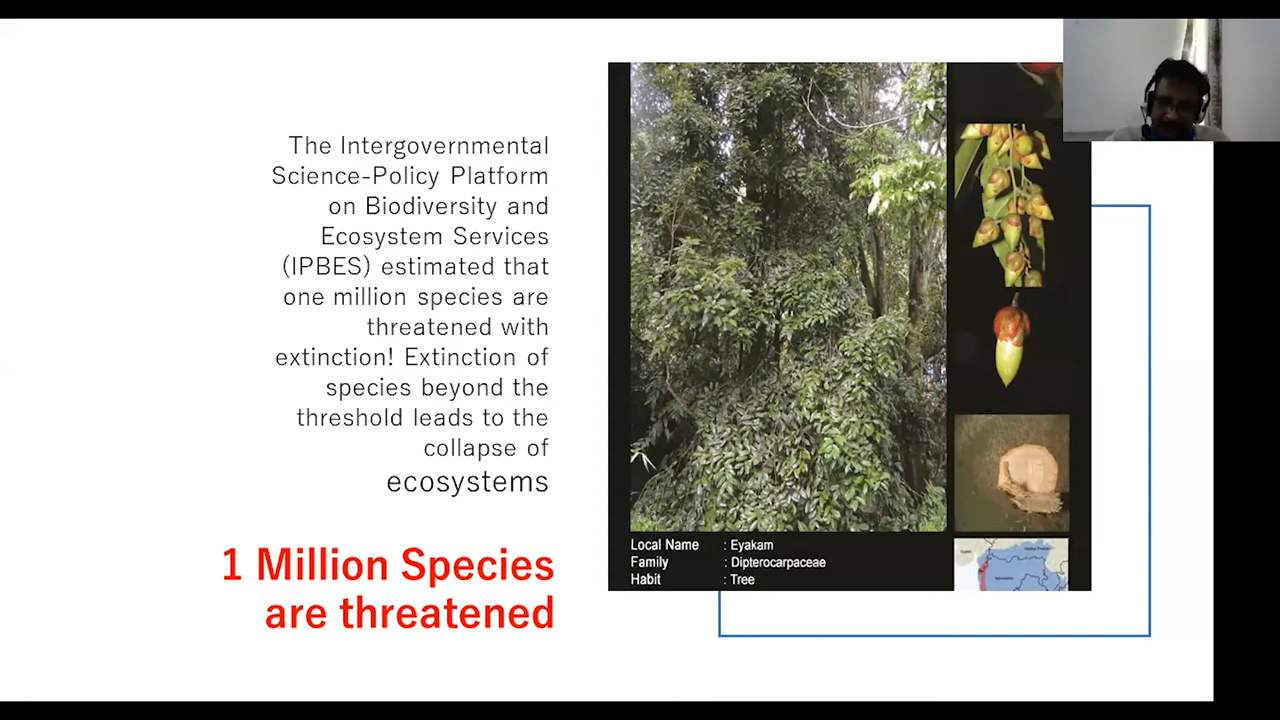 The Intergovernmental
Science-Policy Platform
on Biodiversity and
Ecosystem Services
(IPBES) estimated that
one million species are
threatened with
extinction! Extinction of
species beyond the
threshold leads to the
collapse of
ecosystems
1 Million Species
are threatened
Local Name : Eyakam
Family : Dipterocarpaceae
Habit : Tree